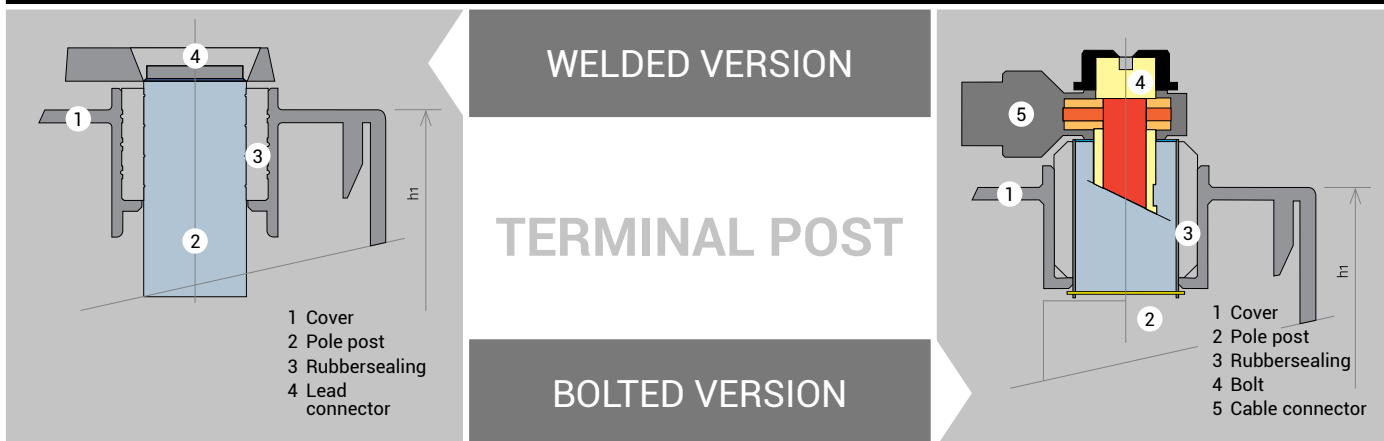 WELDED VERSION
TERMINAL POST
BOLTED VERSION
4
1
3
2
h1
1 Cover
2 Pole post
3 Rubbersealing
4 Lead
connector
4
5
1
3
2
h1
1 Cover
2 Pole post
3 Rubbersealing
4 Bolt
5 Cable connector